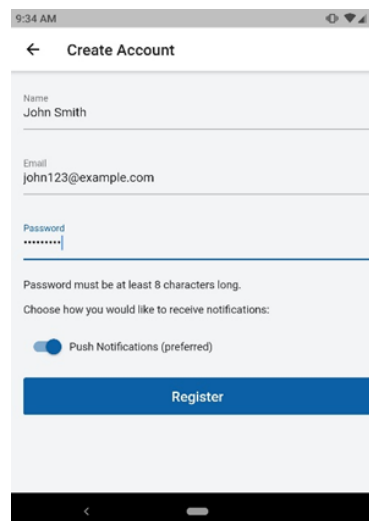 9:34 AM
Create Account
Name
John Smith
Email
john123@example.com
Password
•••••••••
Password must be at least 8 characters long.
Choose how you would like to receive notifications:
Push Notifications (preferred)
Register